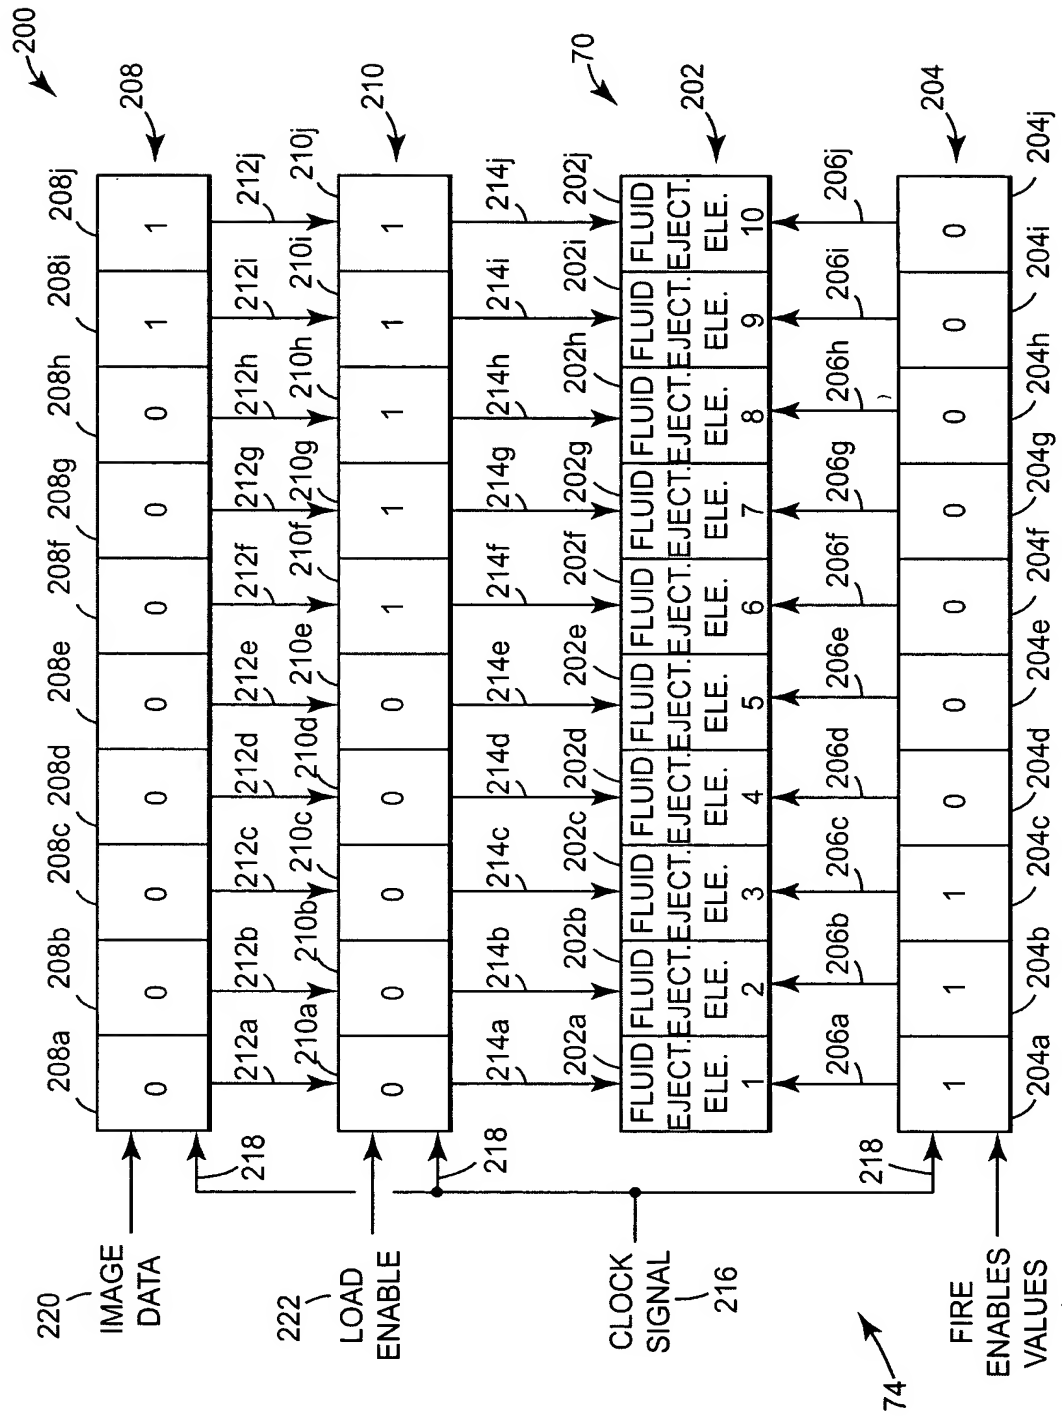 200
208a 208b 208c 208d 208e 208f 208g 208h 208i 208j
208
220 IMAGE DATA
0 0 0 0 0 0 0 0 1 1
218
212a 212b 212c 212d 212e 212f 212g 212h 212i 212j
210a 210b 210c 210d 210e 210f 210g 210h 210i 210j
210
222 LOAD ENABLE
0 0 0 0 0 1 1 1 1 1
218
214a 214b 214c 214d 214e 214f 214g 214h 214i 214j
70
202a 202b 202c 202d 202e 202f 202g 202h 202i 202j
202
CLOCK SIGNAL
216
FLUID FLUID FLUID FLUID FLUID FLUID FLUID FLUID FLUID FLUID
EJECT. EJECT. EJECT. EJECT. EJECT. EJECT. EJECT. EJECT. EJECT. EJECT.
ELE. ELE. ELE. ELE. ELE. ELE. ELE. ELE. ELE. ELE.
1 2 3 4 5 6 7 8 9 10
206a 206b 206c 206d 206e 206f 206g 206h 206i 206j
74
218
204
FIRE
ENABLES
VALUES
1 1 1 0 0 0 0 0 0 0
204a 204b 204c 204d 204e 204f 204g 204h 204i 204j